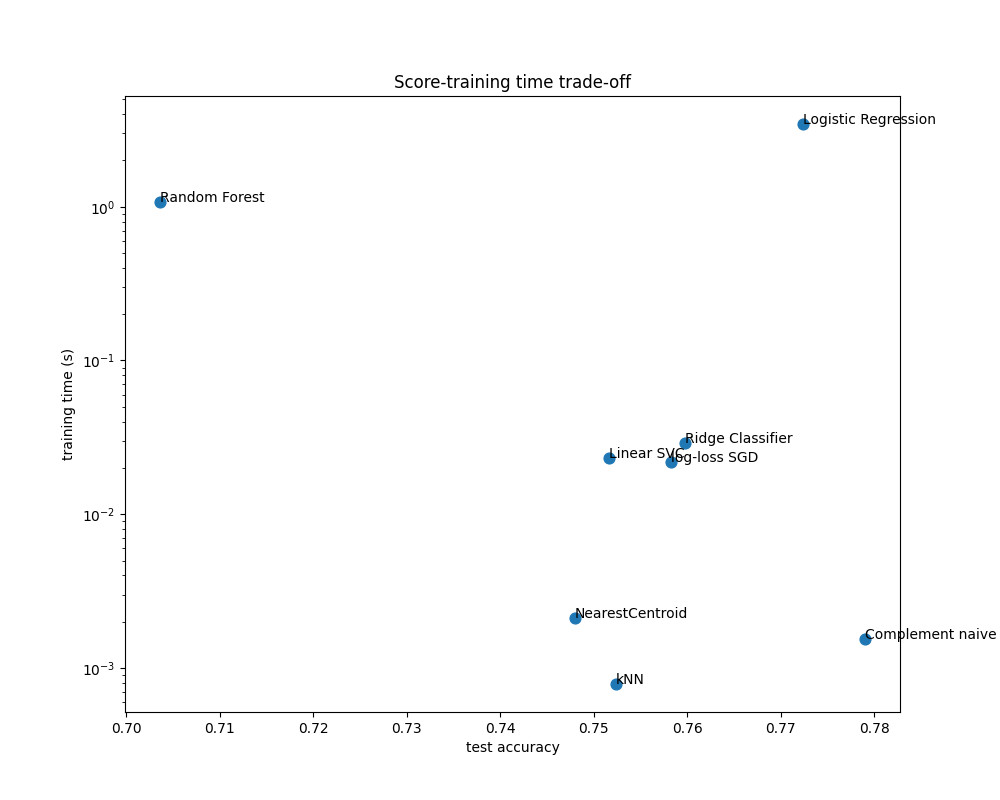 Score-training time trade-off
Logistic Regression
Random Forest
Ridge Classifier
Linear SVC
log-loss SGD
NearestCentroid
Complement naive
kNN
training time (s)
10⁰
10⁻¹
10⁻²
10⁻³
0.70 0.71 0.72 0.73 0.74 0.75 0.76 0.77 0.78
test accuracy